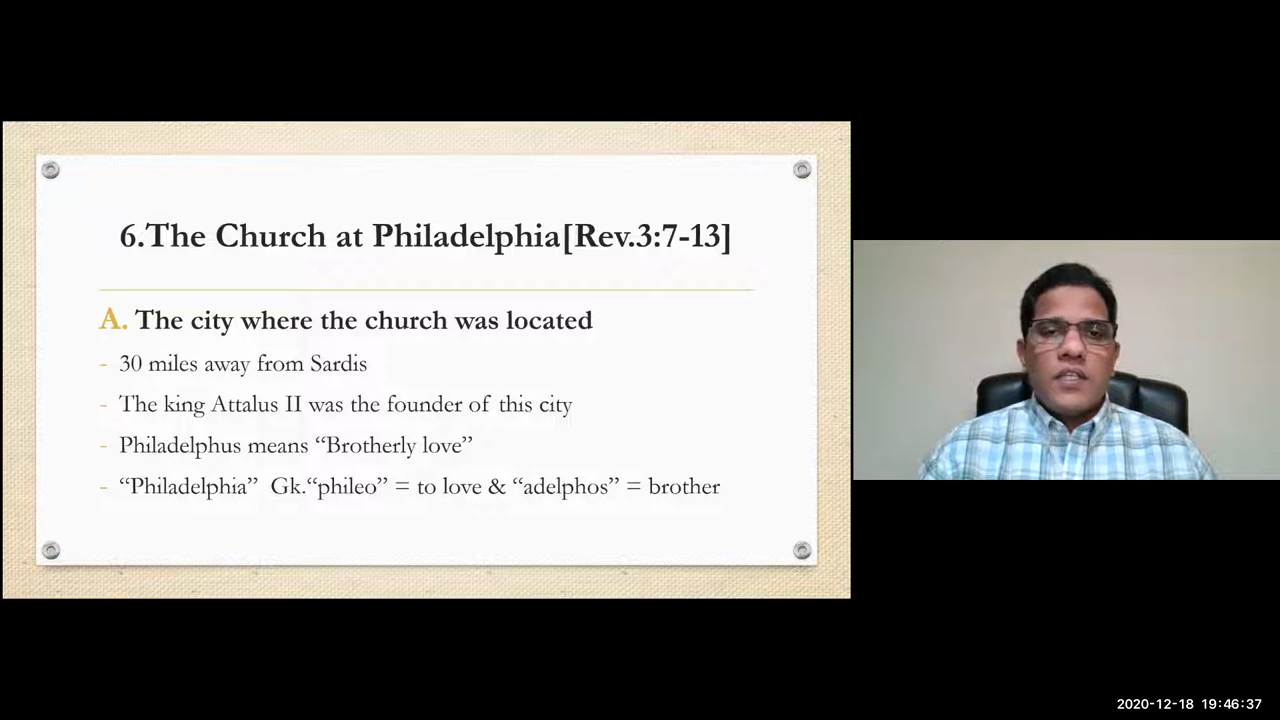 6.The Church at Philadelphia[Rev.3:7-13]
A. The city where the church was located
- 30 miles away from Sardis
- The king Attalus II was the founder of this city
- Philadelphus means “Brotherly love”
- “Philadelphia” Gk.“phileo” = to love & “adelphos” = brother
2020-12-18 19:46:37